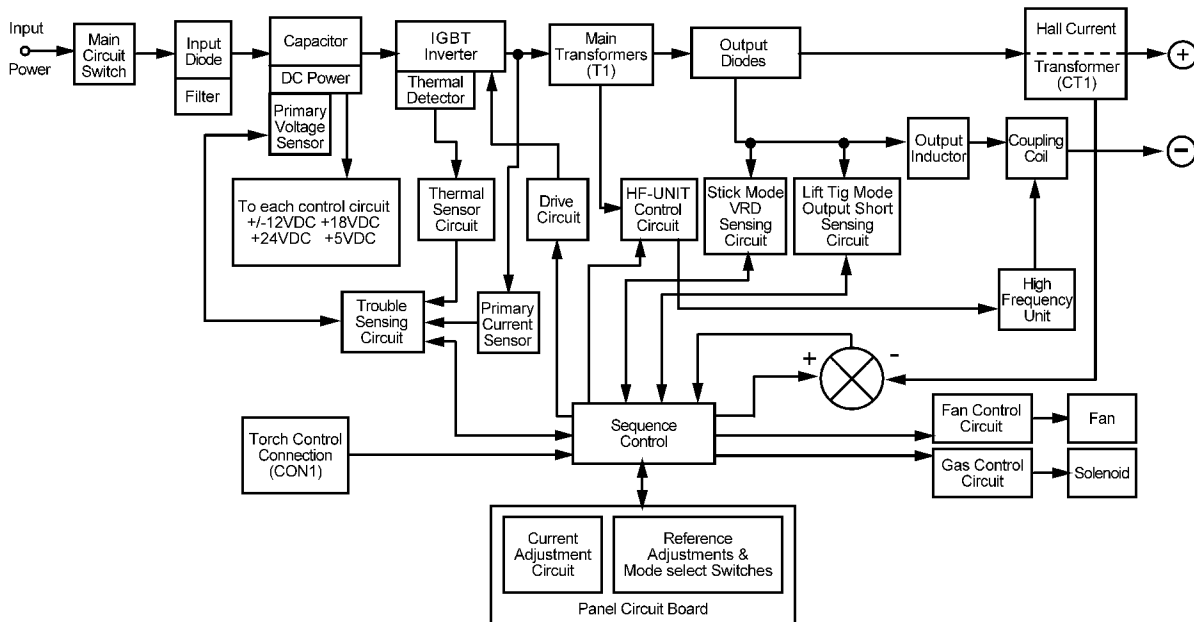 Input
Power
Main
Circuit
Switch
Input
Diode
Filter
Capacitor
DC Power
Primary
Voltage
Sensor
IGBT
Inverter
Thermal
Detector
Main
Transformers
(T1)
Output
Diodes
Hall Current
Transformer
(CT1)
+
Output
Inductor
Coupling
Coil
−
To each control circuit
+/-12VDC +18VDC
+24VDC +5VDC
Thermal
Sensor
Circuit
Drive
Circuit
HF-UNIT
Control
Circuit
Stick Mode
VRD
Sensing
Circuit
Lift Tig Mode
Output Short
Sensing
Circuit
High
Frequency
Unit
Trouble
Sensing
Circuit
Primary
Current
Sensor
+
-
Torch Control
Connection
(CON1)
Sequence
Control
Fan Control
Circuit
Fan
Gas Control
Circuit
Solenoid
Current
Adjustment
Circuit
Reference
Adjustments &
Mode select Switches
Panel Circuit Board